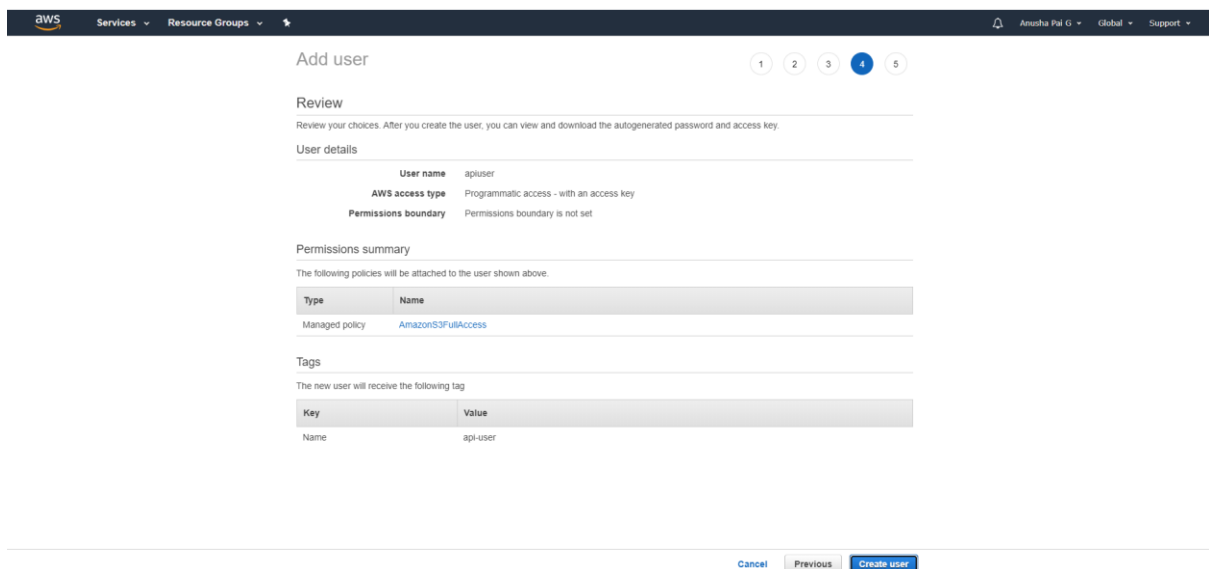 aws Services Resource Groups Anusha Pai G Global Support
Add user 1 2 3 4 5
Review
Review your choices. After you create the user, you can view and download the autogenerated password and access key.
User details
User name apiuser
AWS access type Programmatic access - with an access key
Permissions boundary Permissions boundary is not set
Permissions summary
The following policies will be attached to the user shown above.
Type Name
Managed policy AmazonS3FullAccess
Tags
The new user will receive the following tag
Key Value
Name api-user
Cancel Previous Create user